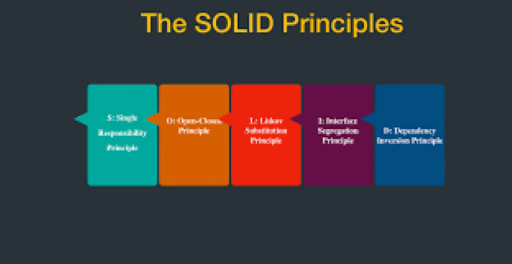 The SOLID Principles
S: Single
Responsibility
Principle
O: Open-Closed
Principle
L: Liskov
Substitution
Principle
I: Interface
Segregation
Principle
D: Dependency
Inversion Principle